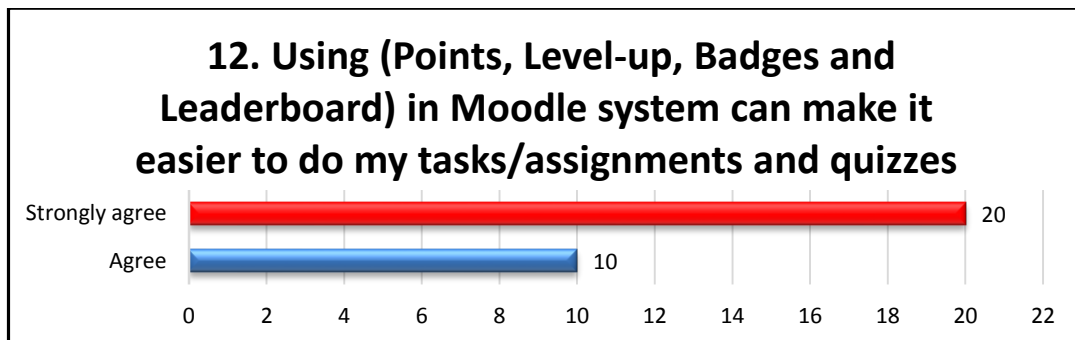 12. Using (Points, Level-up, Badges and
Leaderboard) in Moodle system can make it
easier to do my tasks/assignments and quizzes
Strongly agree 20
Agree 10
0 2 4 6 8 10 12 14 16 18 20 22